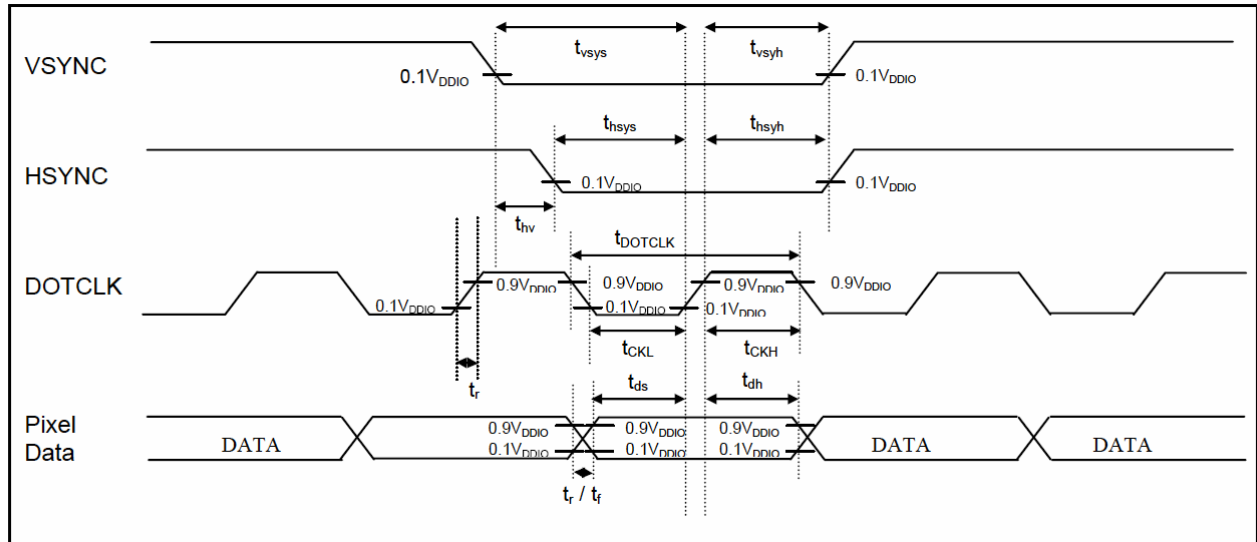 t_vsys t_vsyh
VSYNC
0.1V_DDIO 0.1V_DDIO
t_hsys t_hsyh
HSYNC
0.1V_DDIO 0.1V_DDIO
t_hv
t_DOTCLK
DOTCLK
0.9V_DDIO 0.9V_DDIO 0.9V_DDIO 0.9V_DDIO
0.1V_DDIO 0.1V_DDIO 0.1V_DDIO
t_CKL t_CKH
t_r
t_ds t_dh
Pixel
Data
0.9V_DDIO 0.9V_DDIO 0.9V_DDIO
DATA DATA DATA
0.1V_DDIO 0.1V_DDIO 0.1V_DDIO
t_r / t_f